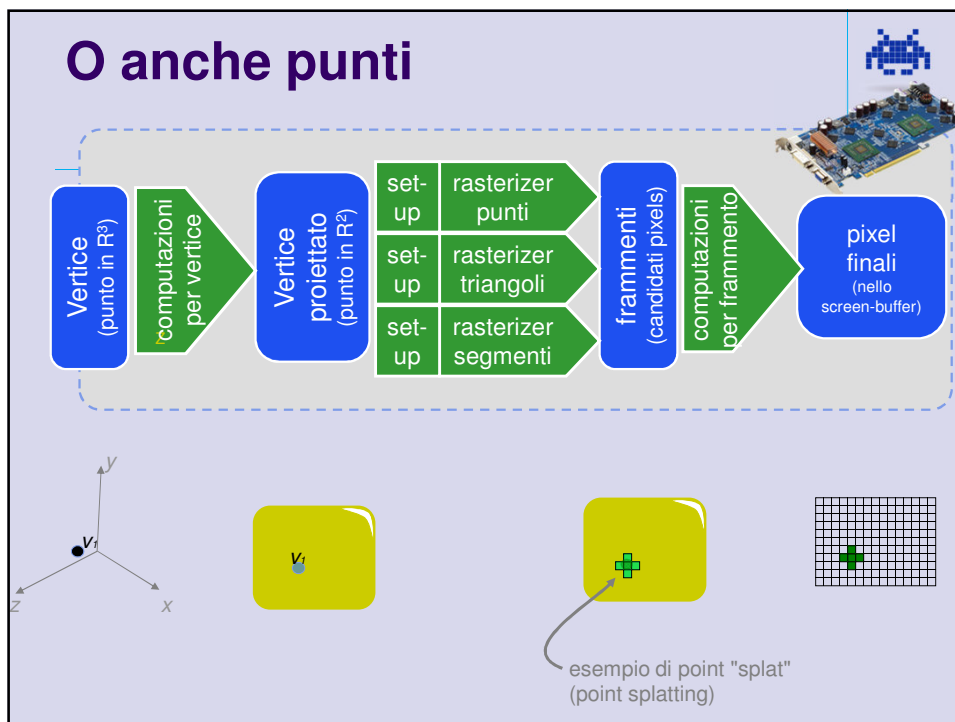 O anche punti
Vertice
(punto in R³)
computazioni
per vertice
Z
Vertice
proiettato
(punto in R²)
set-
up
rasterizer
punti
set-
up
rasterizer
triangoli
set-
up
rasterizer
segmenti
frammenti
(candidati pixels)
computazioni
per frammento
pixel
finali
(nello
screen-buffer)
y
v₁
z
x
v₁
esempio di point "splat"
(point splatting)